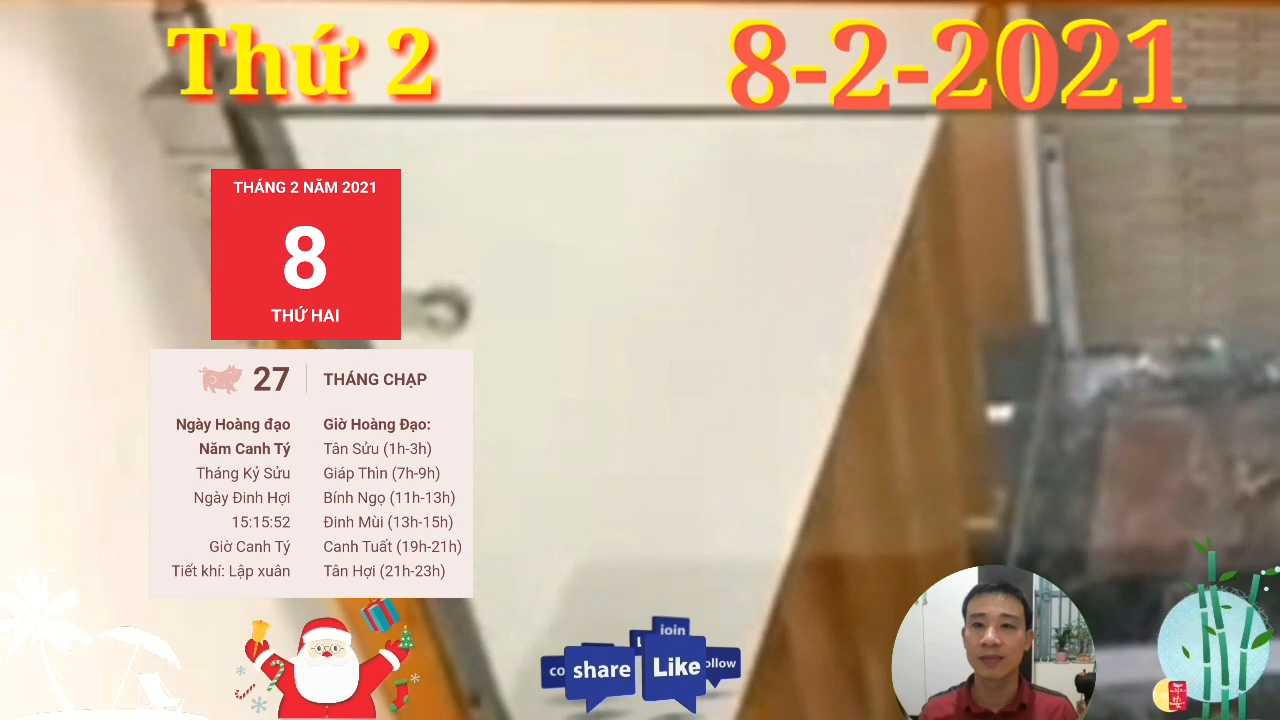 Thứ 2
8-2-2021
THÁNG 2 NĂM 2021
8
THỨ HAI
27
THÁNG CHẠP
Ngày Hoàng đạo
Năm Canh Tý
Tháng Kỷ Sửu
Ngày Đinh Hợi
15:15:52
Giờ Canh Tý
Tiết khí: Lập xuân
Giờ Hoàng Đạo:
Tân Sửu (1h-3h)
Giáp Thìn (7h-9h)
Bính Ngọ (11h-13h)
Đinh Mùi (13h-15h)
Canh Tuất (19h-21h)
Tân Hợi (21h-23h)
join
co share Like ollow